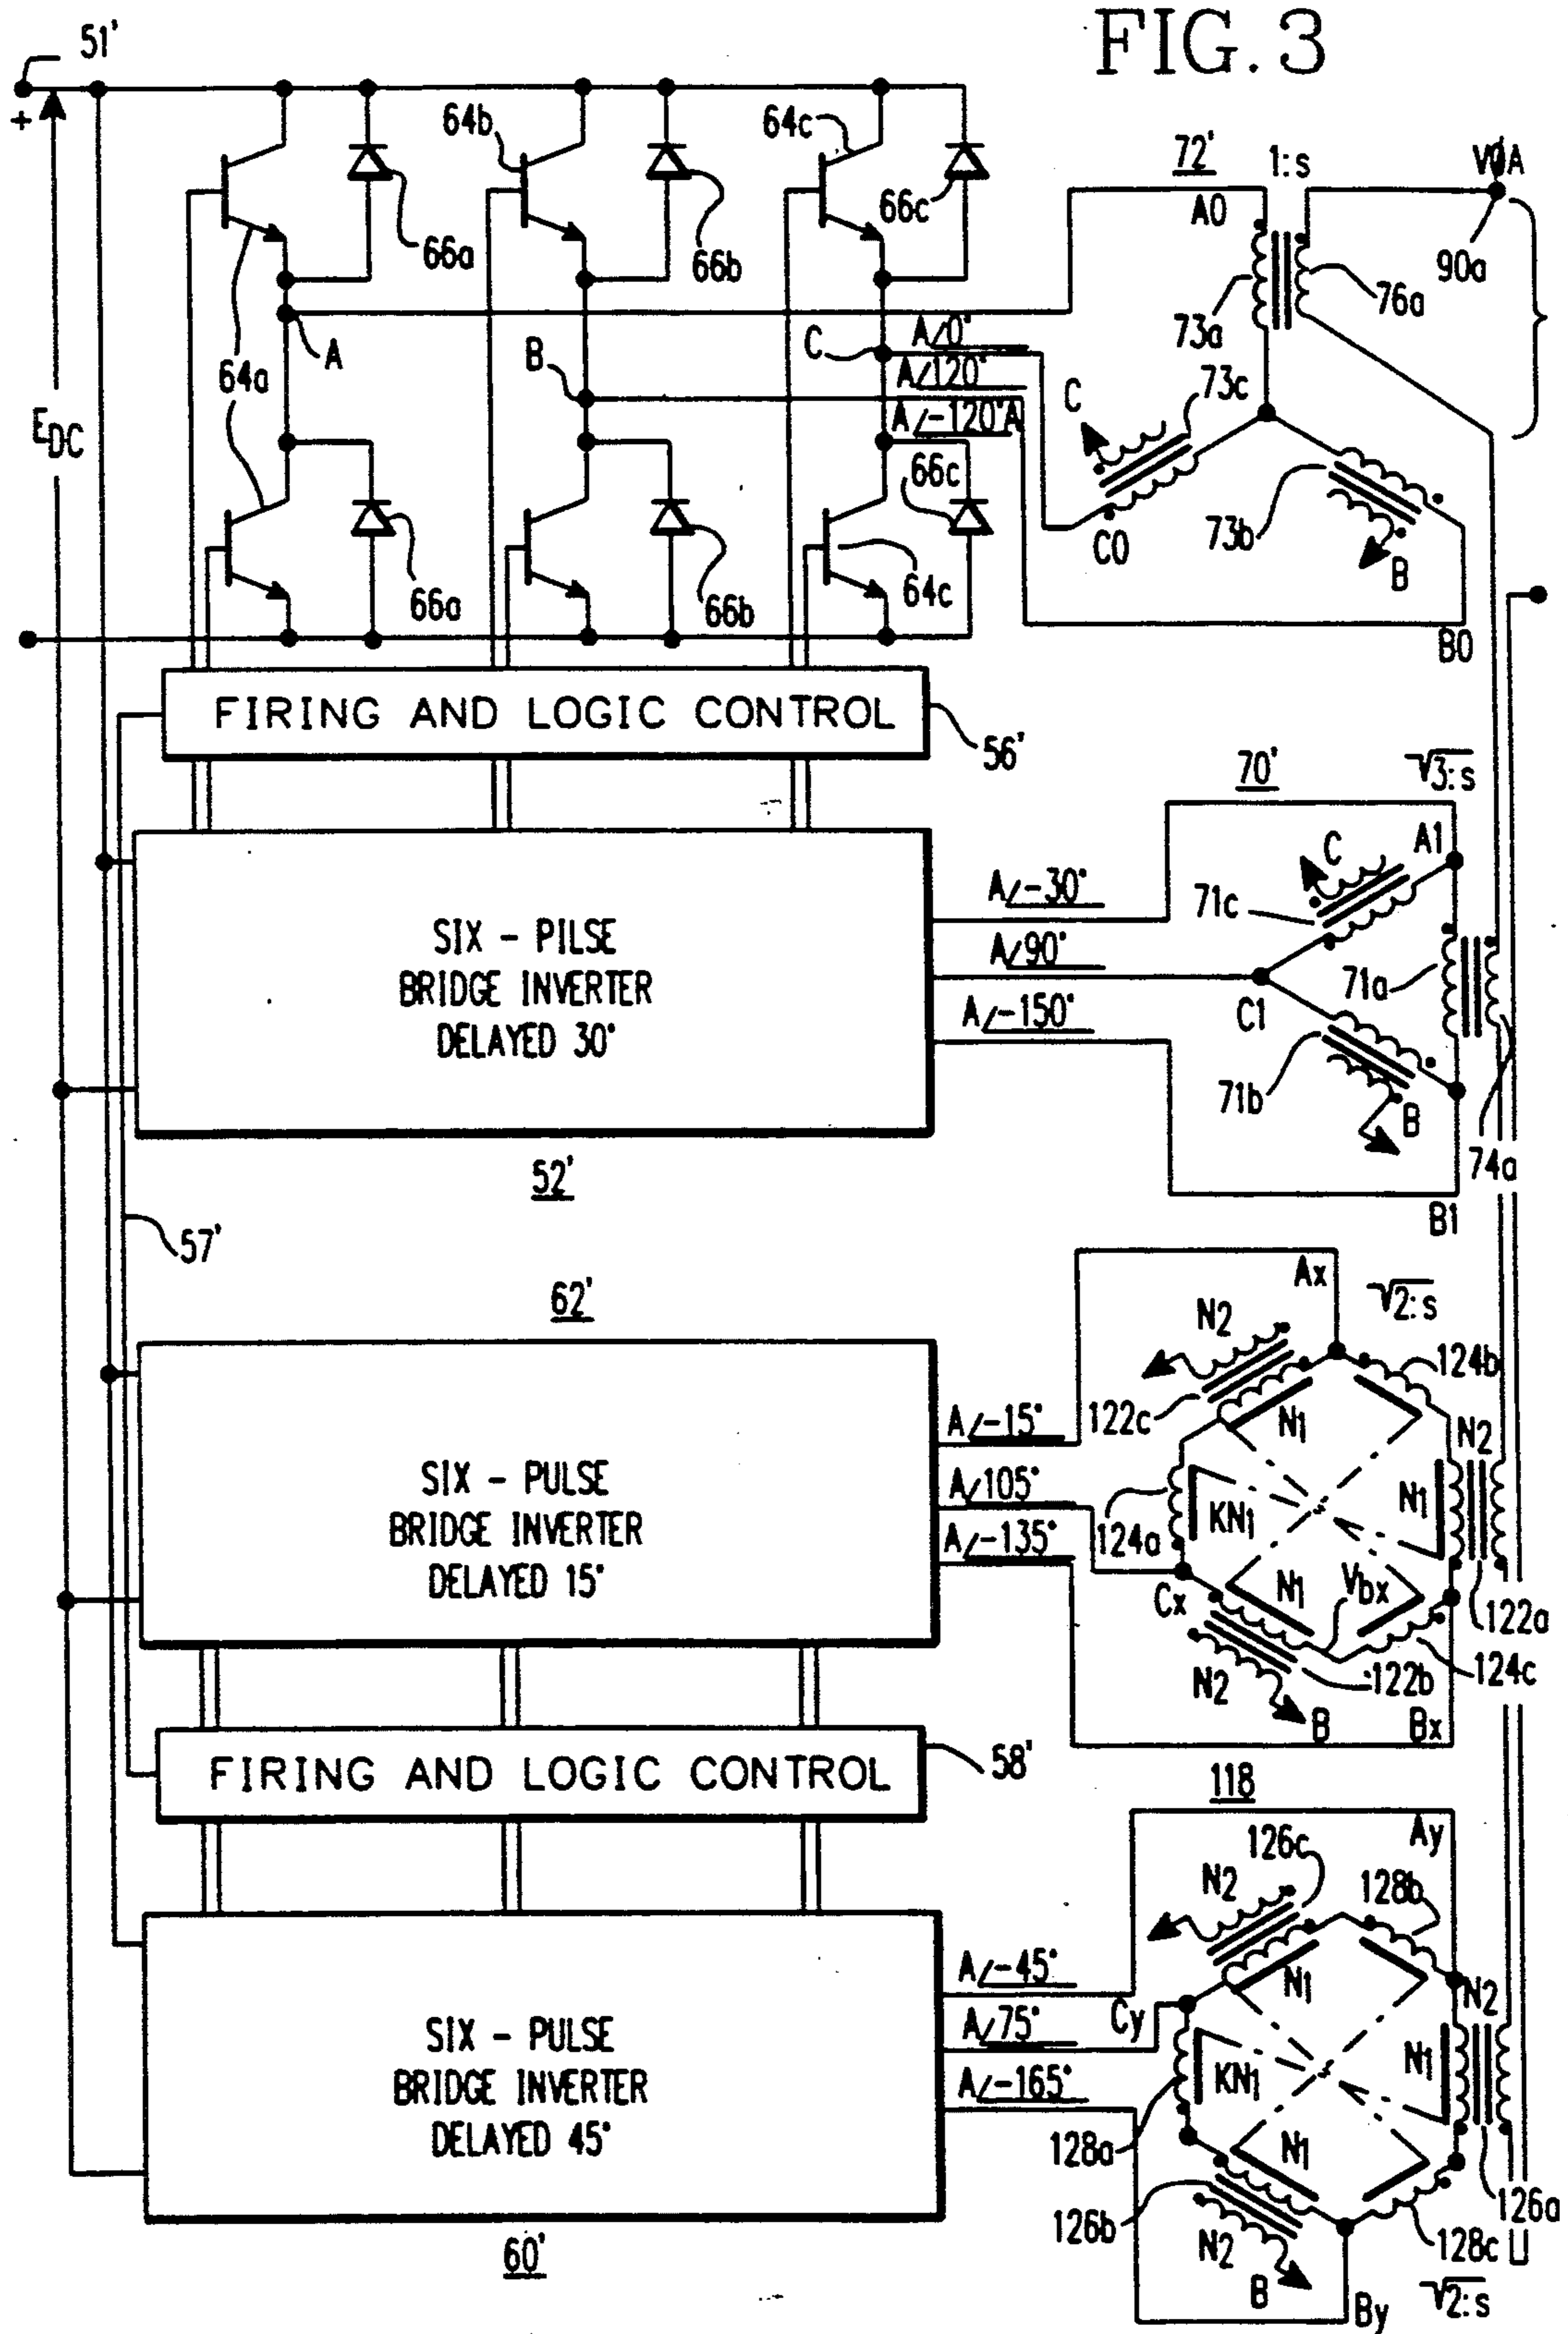 FIG. 3
51'
+
64b
64c
72'
1:s
VØA
A0
66a
66b
66c
90a
73a
76a
A
B
C
A/0°
A/120°
A/-120°A
64a
EDC
C
73c
66c
C0
73b
B
66a
66b
64c
B0
FIRING AND LOGIC CONTROL
56'
70'
√3:s
A/-30°
A/90°
A/-150°
C
A1
71c
71a
C1
71b
B
74a
B1
SIX - PILSE
BRIDGE INVERTER
DELAYED 30°
52'
57'
62'
Ax
√2:s
N2
124b
122c
N1
N2
A/-15°
A/105°
A/-135°
SIX - PULSE
BRIDGE INVERTER
DELAYED 15°
124a
KN1
N1
Cx
N1
Vbx
122a
124c
N2
122b
B
Bx
FIRING AND LOGIC CONTROL
58'
118
Ay
126c
N2
128b
N1
N2
A/-45°
A/75°
A/-165°
Cy
KN1
N1
SIX - PULSE
BRIDGE INVERTER
DELAYED 45°
128a
N1
126b
126a
N2
128c
B
By
√2:s
60'